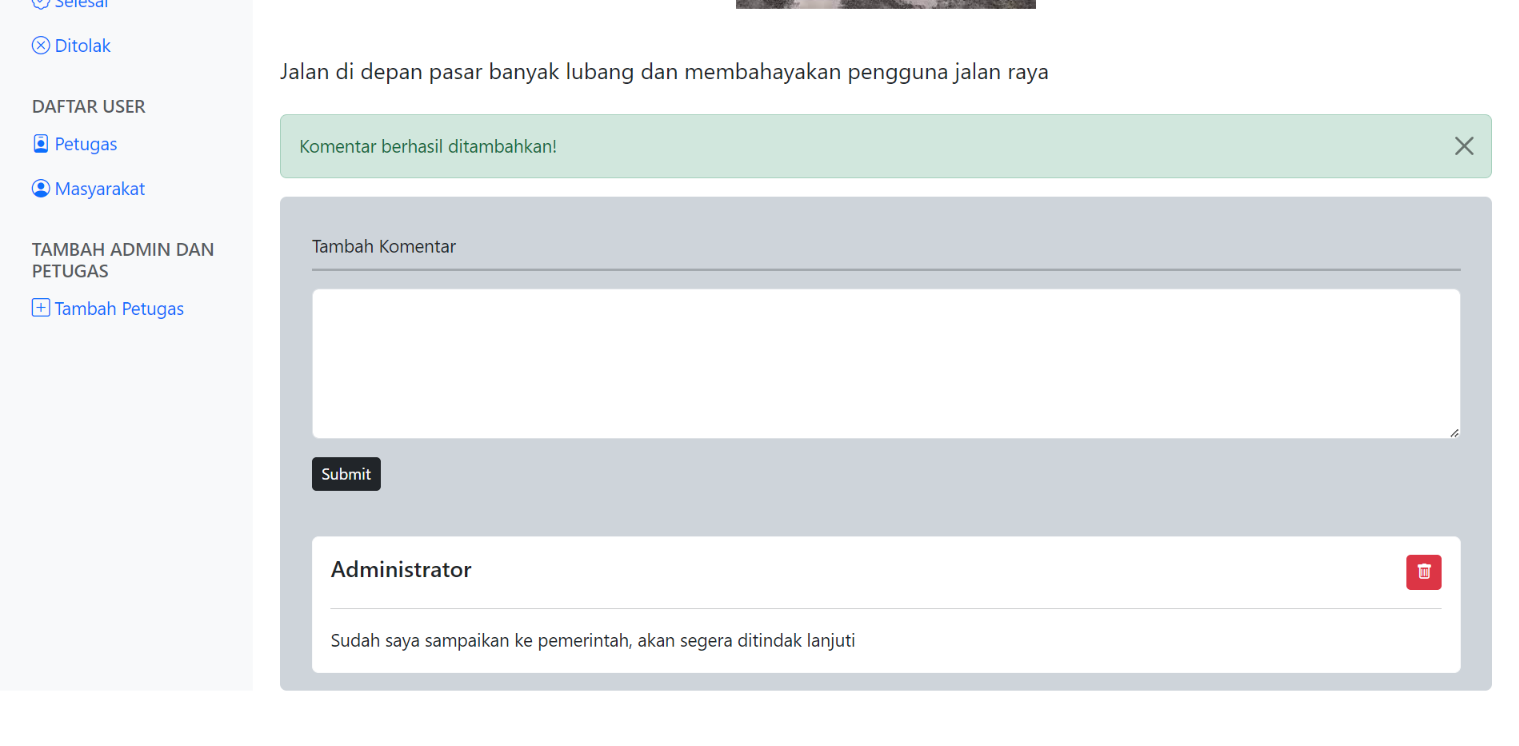 Selesai
Ditolak
DAFTAR USER
Petugas
Masyarakat
TAMBAH ADMIN DAN
PETUGAS
Tambah Petugas
Jalan di depan pasar banyak lubang dan membahayakan pengguna jalan raya
Komentar berhasil ditambahkan!
Tambah Komentar
Submit
Administrator
Sudah saya sampaikan ke pemerintah, akan segera ditindak lanjuti